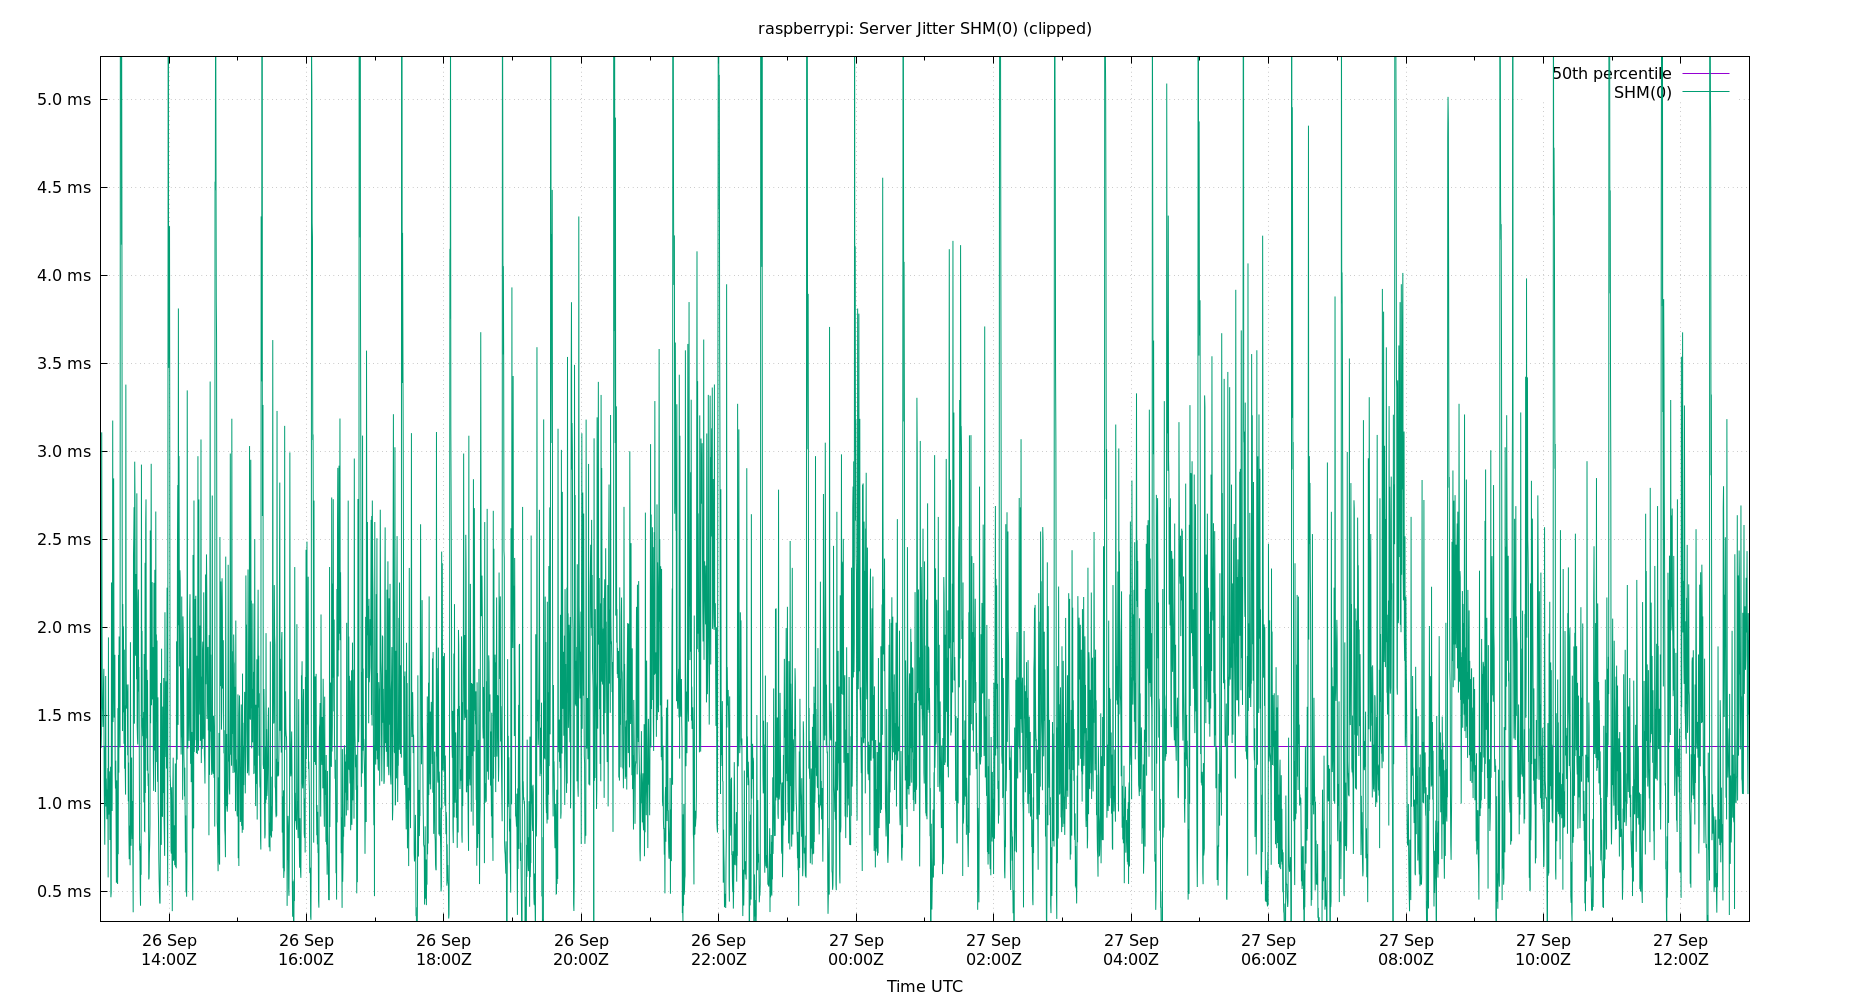 raspberrypi: Server Jitter SHM(0) (clipped)
50th percentile
SHM(0)
5.0 ms
4.5 ms
4.0 ms
3.5 ms
3.0 ms
2.5 ms
2.0 ms
1.5 ms
1.0 ms
0.5 ms
26 Sep 26 Sep 26 Sep 26 Sep 26 Sep 27 Sep 27 Sep 27 Sep 27 Sep 27 Sep 27 Sep 27 Sep
14:00Z 16:00Z 18:00Z 20:00Z 22:00Z 00:00Z 02:00Z 04:00Z 06:00Z 08:00Z 10:00Z 12:00Z
Time UTC